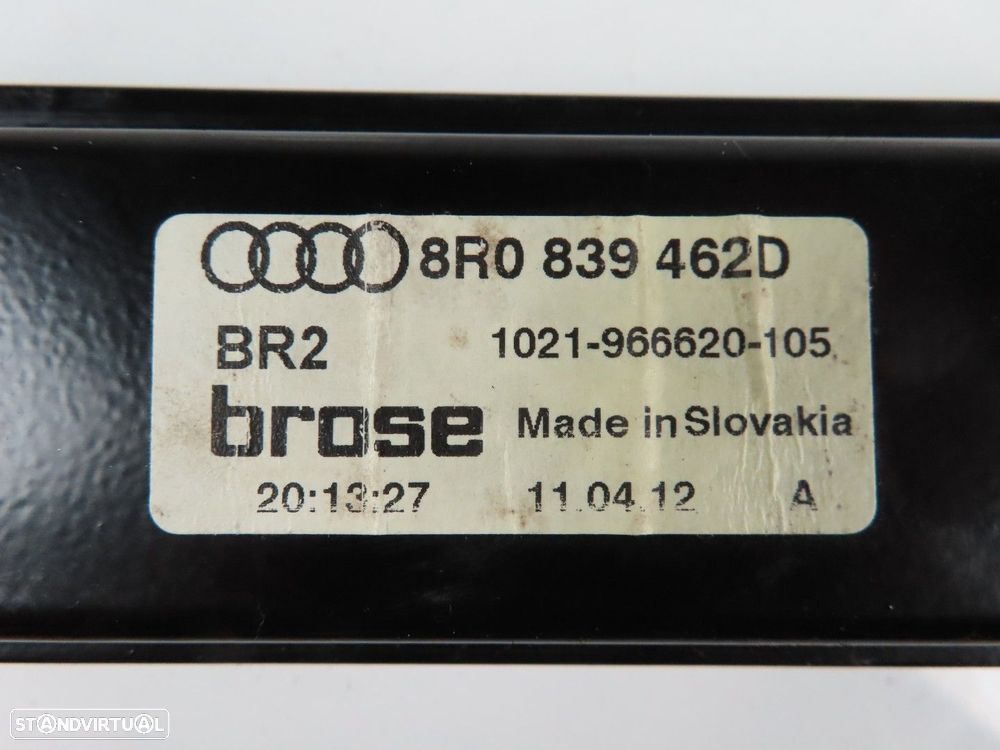 8R0 839 462D
BR2 1021-966620-105
brose Made in Slovakia
20:13:27 11.04.12 A
STANDVIRTUAL